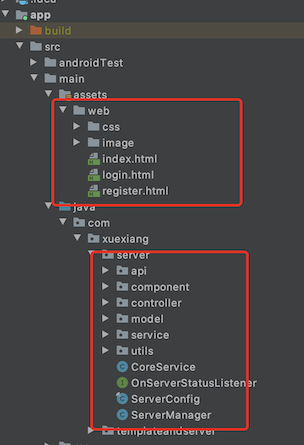 app
build
src
androidTest
main
assets
web
css
image
index.html
login.html
register.html
java
com
xuexiang
server
api
component
controller
model
service
utils
CoreService
OnServerStatusListener
ServerConfig
ServerManager
templateandserver